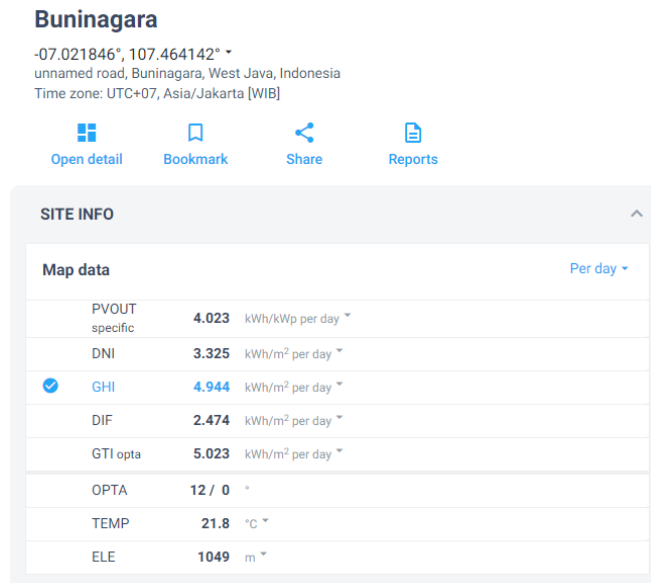 Buninagara
-07.021846°, 107.464142°
unnamed road, Buninagara, West Java, Indonesia
Time zone: UTC+07, Asia/Jakarta [WIB]
Open detail Bookmark Share Reports
SITE INFO
Map data Per day
PVOUT specific 4.023 kWh/kWp per day
DNI 3.325 kWh/m² per day
GHI 4.944 kWh/m² per day
DIF 2.474 kWh/m² per day
GTI opta 5.023 kWh/m² per day
OPTA 12 / 0 °
TEMP 21.8 °C
ELE 1049 m